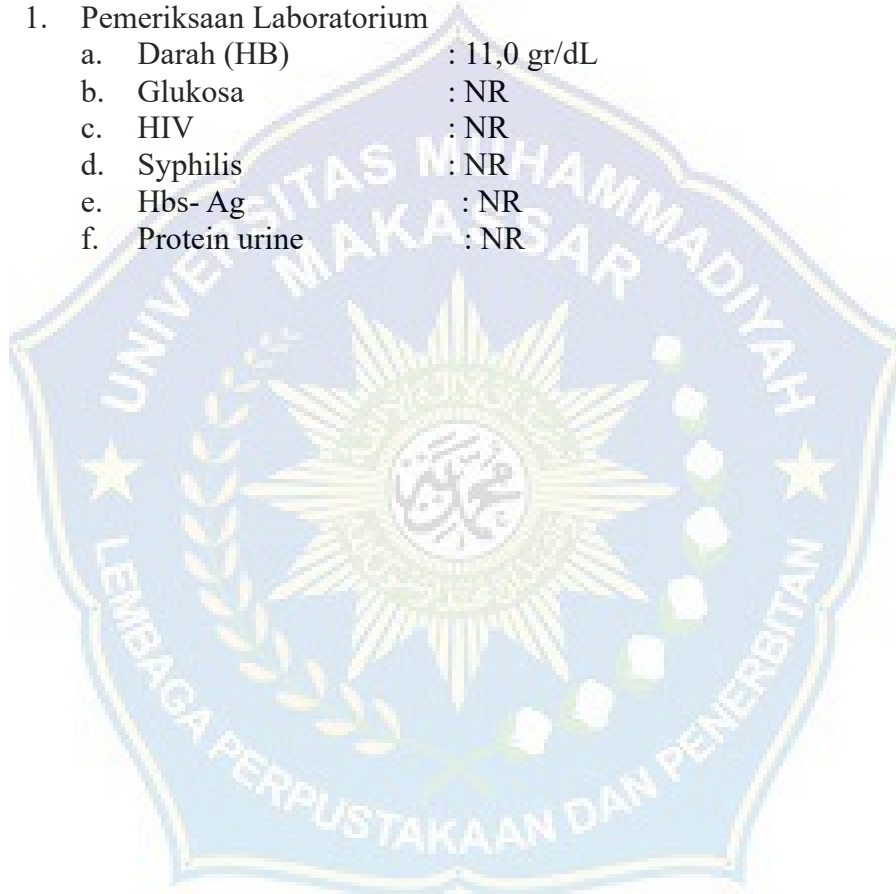 1. Pemeriksaan Laboratorium
a. Darah (HB) : 11,0 gr/dL
b. Glukosa : NR
c. HIV : NR
d. Syphilis : NR
e. Hbs- Ag : NR
f. Protein urine : NR
UNIVERSITAS MUHAMMADIYAH
MAKASSAR
LEMBAGA PERPUSTAKAAN DAN PENERBITAN